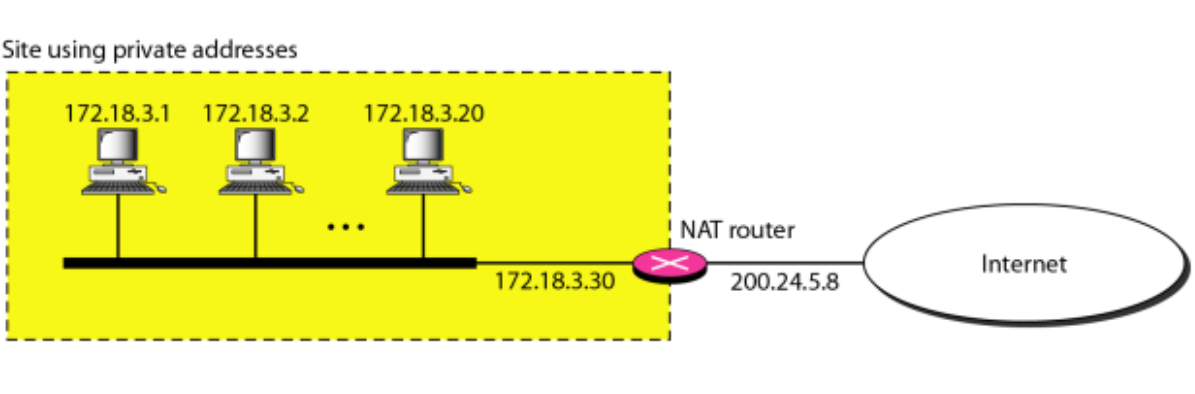 Site using private addresses
172.18.3.1 172.18.3.2 172.18.3.20
...
NAT router
172.18.3.30 200.24.5.8
Internet